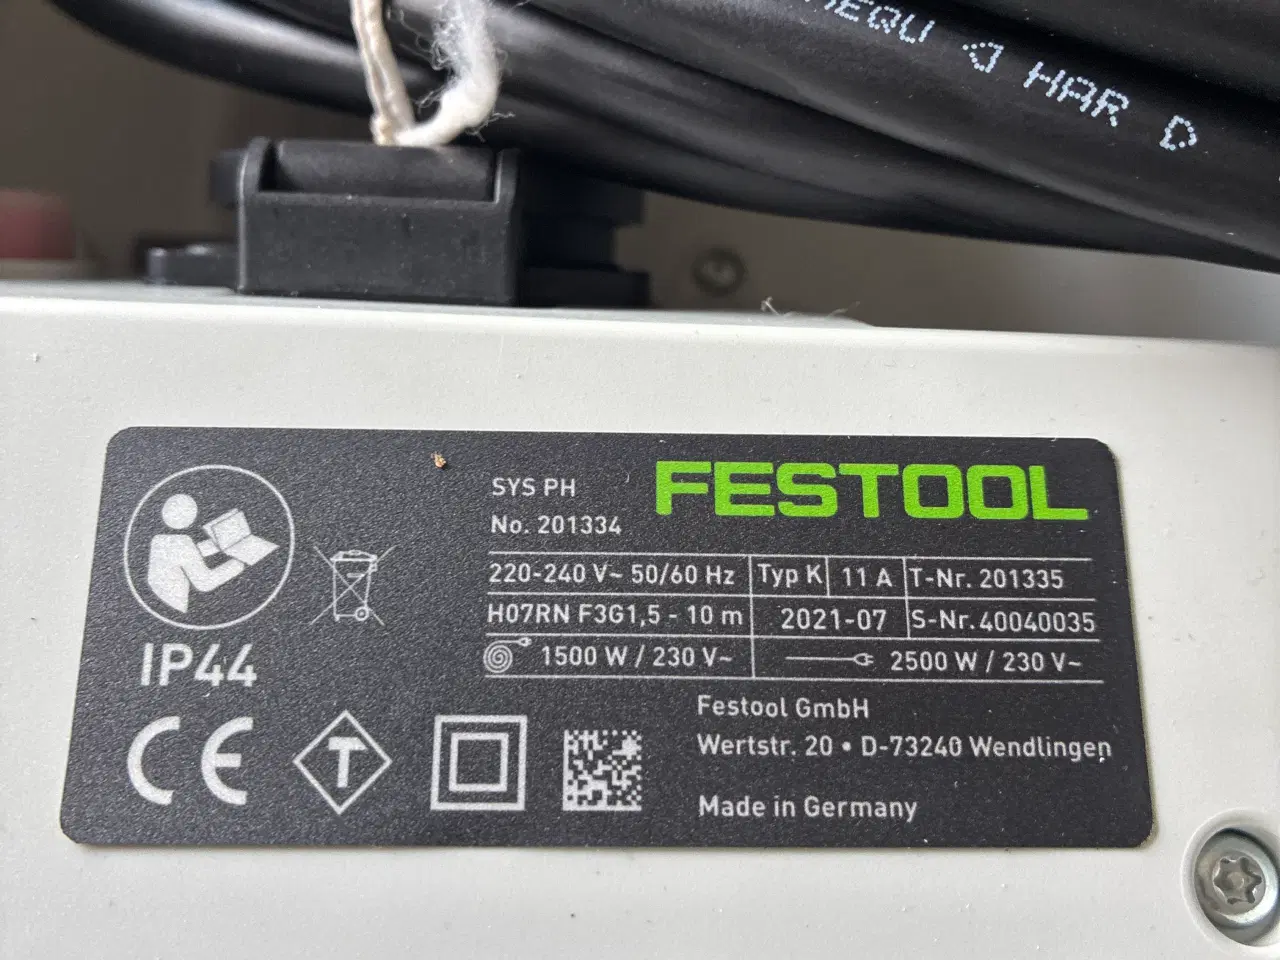 HAR D
SYS PH
No. 201334
FESTOOL
220-240 V~ 50/60 Hz Typ K 11 A T-Nr. 201335
H07RN F3G1,5 - 10 m 2021-07 S-Nr. 40040035
1500 W / 230 V~ 2500 W / 230 V~
IP44
CE
T
Festool GmbH
Wertstr. 20 • D-73240 Wendlingen
Made in Germany